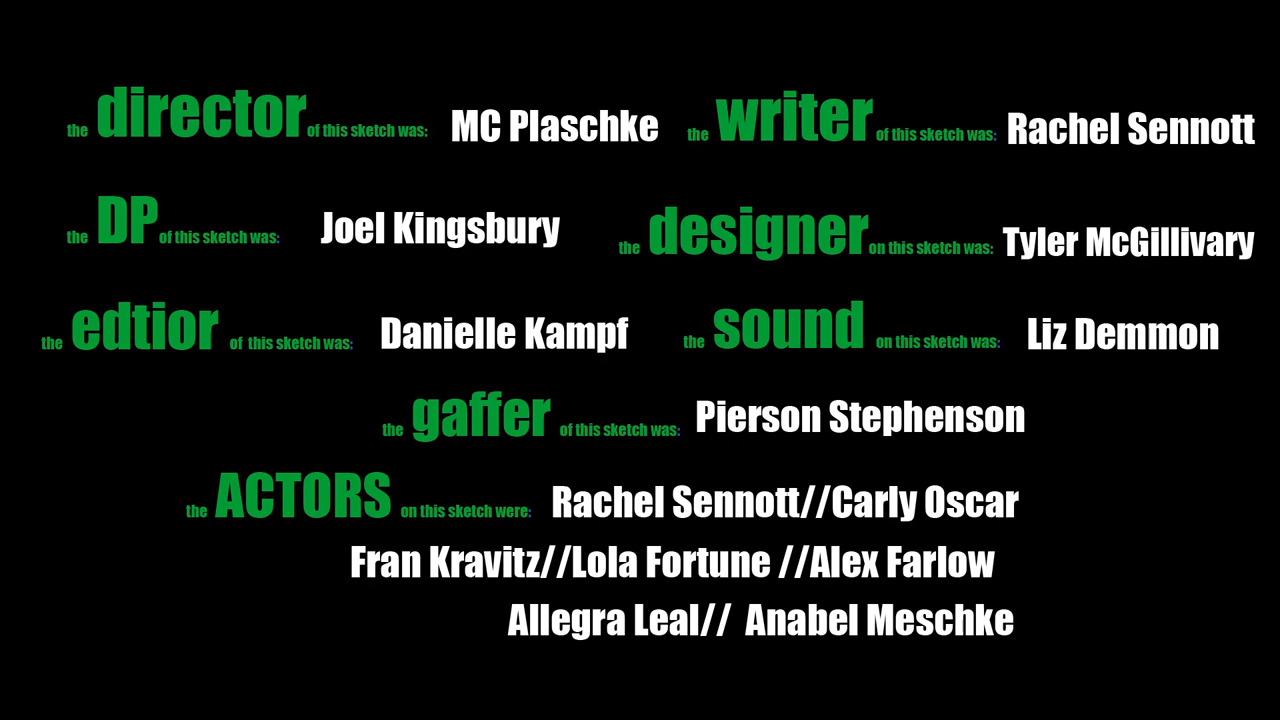 the director of this sketch was: MC Plaschke the writer of this sketch was: Rachel Sennott
the DP of this sketch was: Joel Kingsbury the designer on this sketch was: Tyler McGillivary
the edtior of this sketch was: Danielle Kampf the sound on this sketch was: Liz Demmon
the gaffer of this sketch was: Pierson Stephenson
the ACTORS on this sketch were: Rachel Sennott//Carly Oscar
Fran Kravitz//Lola Fortune //Alex Farlow
Allegra Leal// Anabel Meschke